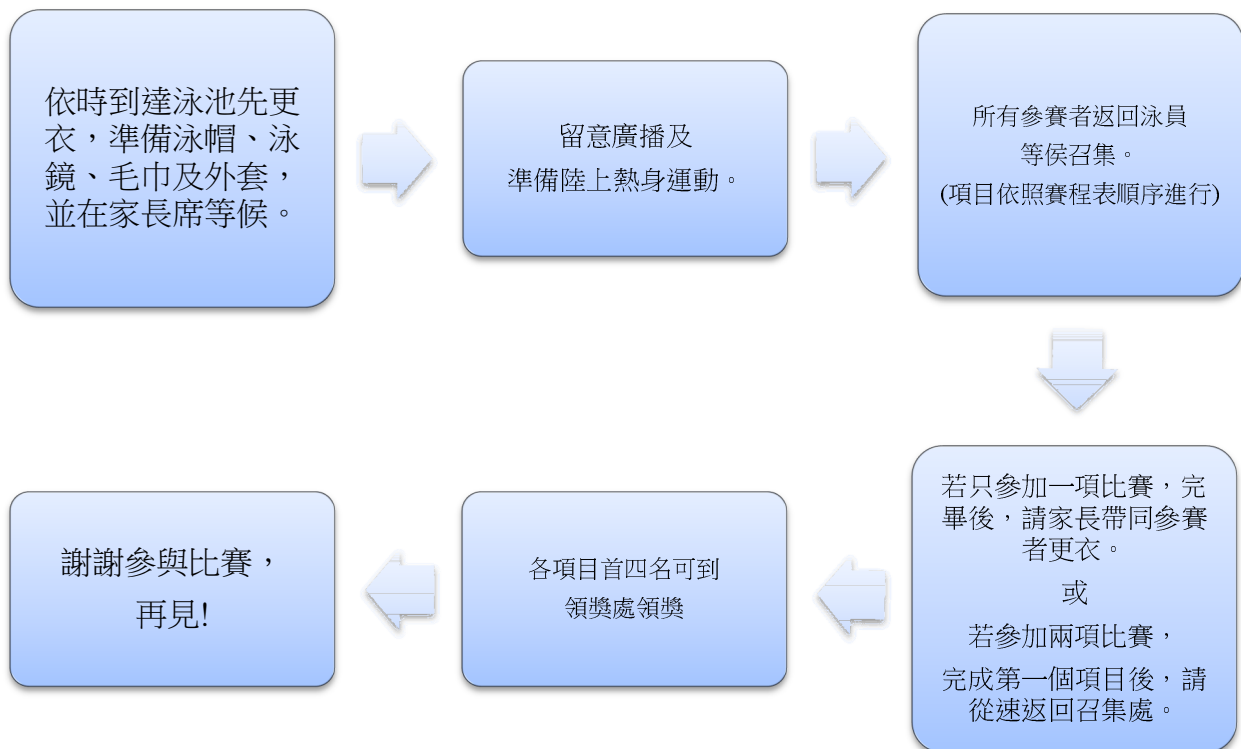 依時到達泳池先更
衣，準備泳帽、泳
鏡、毛巾及外套，
並在家長席等候。
留意廣播及
準備陸上熱身運動。
所有參賽者返回泳員
等侯召集。
(項目依照賽程表順序進行)
若只參加一項比賽，完
畢後，請家長帶同參賽
者更衣。
或
若參加兩項比賽，
完成第一個項目後，請
從速返回召集處。
各項目首四名可到
領獎處領獎
謝謝參與比賽，
再見!